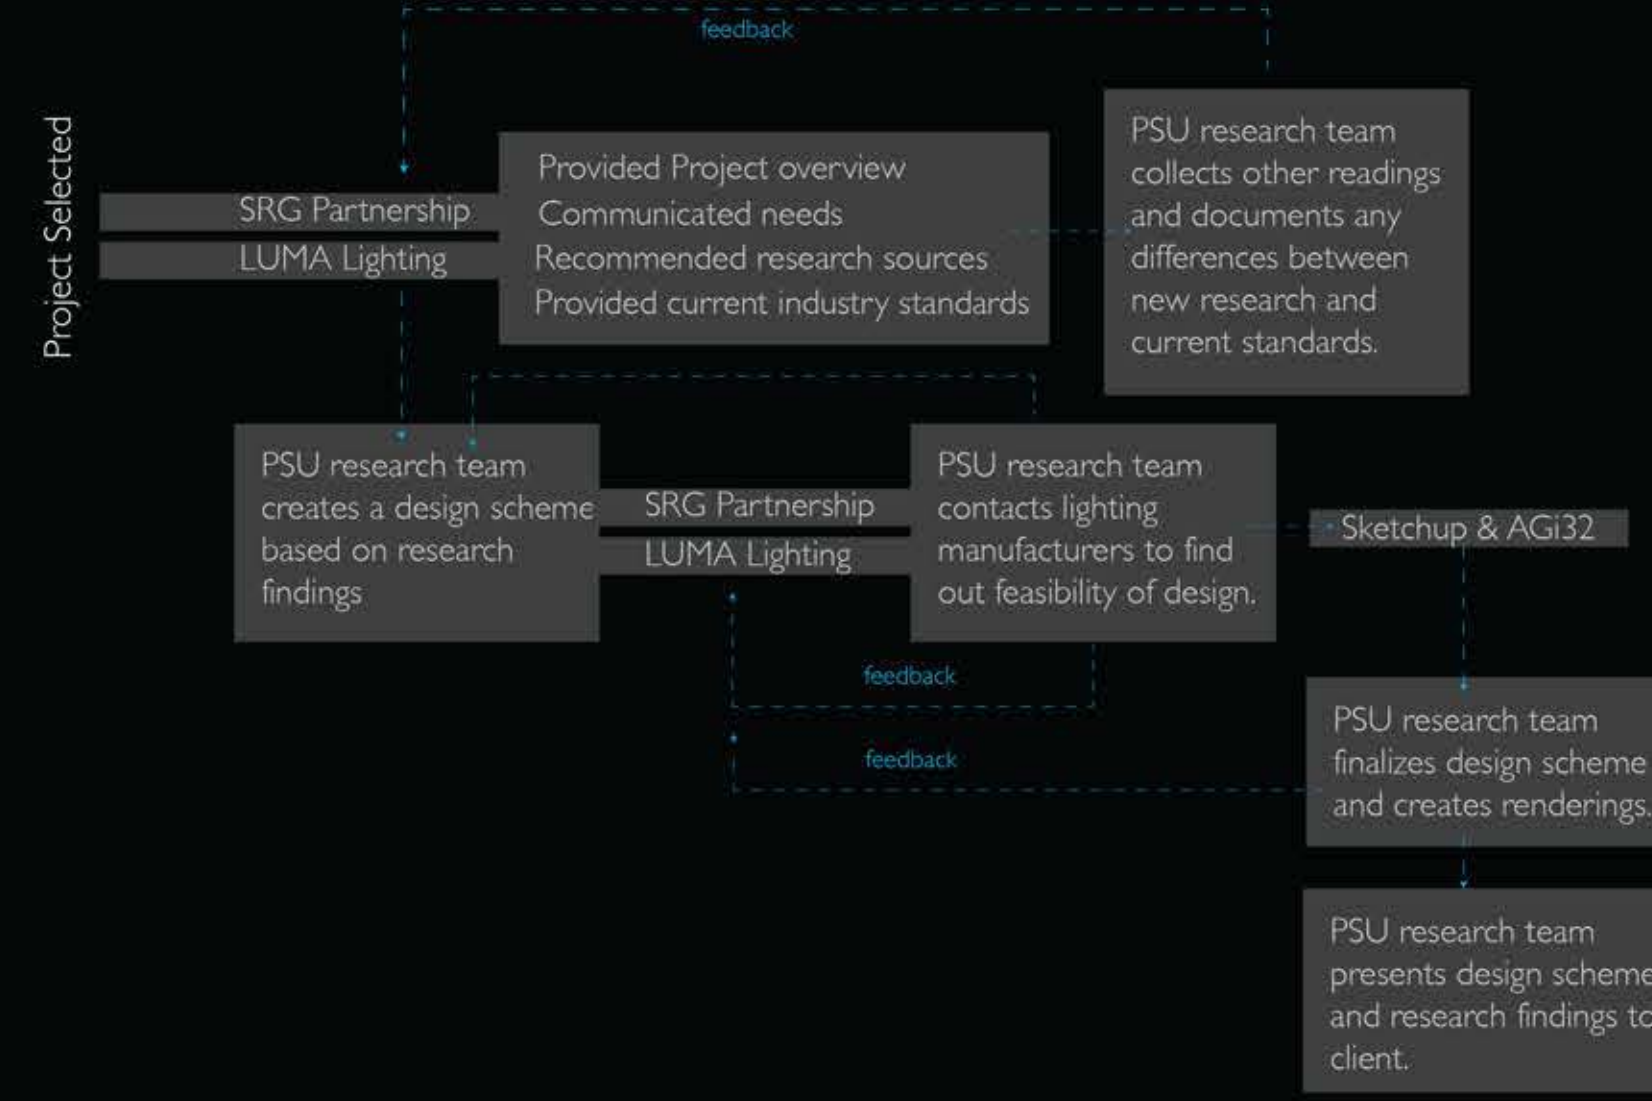 feedback
Project Selected
SRG Partnership
LUMA Lighting
Provided Project overview
Communicated needs
Recommended research sources
Provided current industry standards
PSU research team
collects other readings
and documents any
differences between
new research and
current standards.
PSU research team
creates a design scheme
based on research
findings
SRG Partnership
LUMA Lighting
PSU research team
contacts lighting
manufacturers to find
out feasibility of design.
Sketchup & AGi32
feedback
feedback
PSU research team
finalizes design scheme
and creates renderings.
PSU research team
presents design scheme
and research findings to
client.